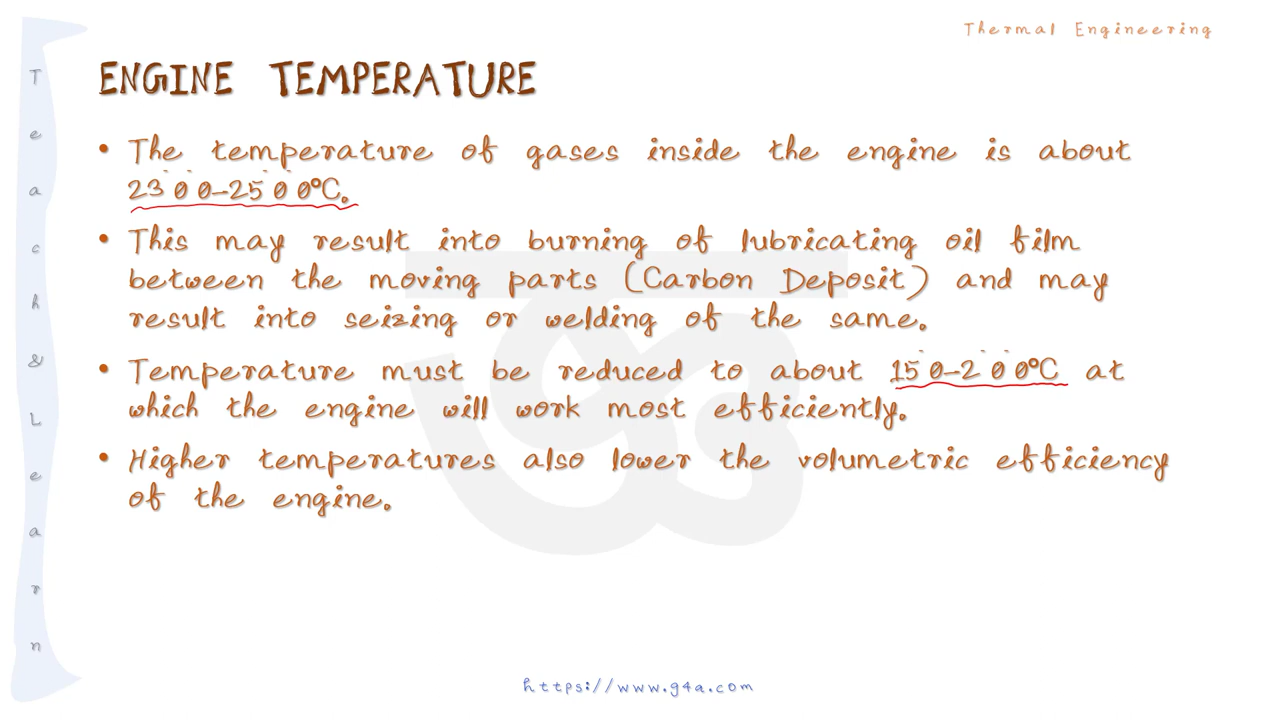 Thermal Engineering
Teach&Learn
ENGINE TEMPERATURE
• The temperature of gases inside the engine is about
2300-2500°C.
• This may result into burning of lubricating oil film
between the moving parts (Carbon Deposit) and may
result into seizing or welding of the same.
• Temperature must be reduced to about 150-200°C at
which the engine will work most efficiently.
• Higher temperatures also lower the volumetric efficiency
of the engine.
https://www.g4a.com